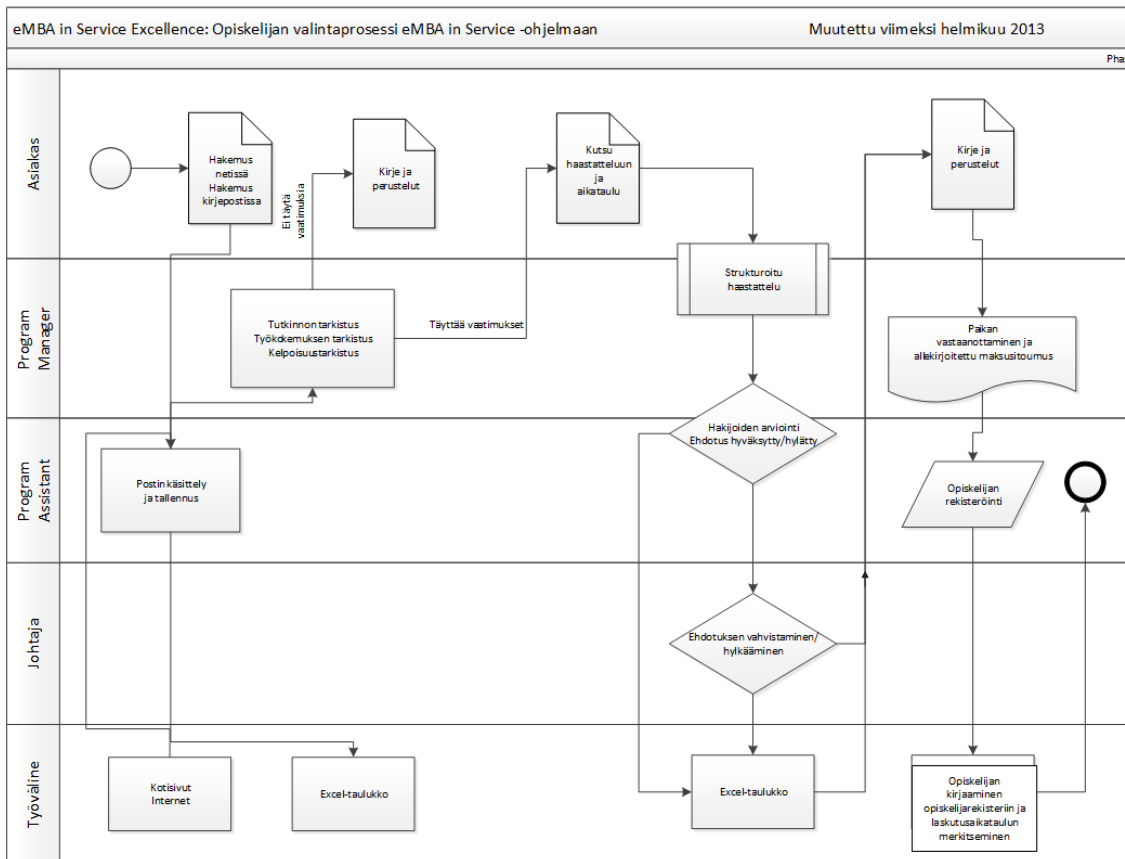 eMBA in Service Excellence: Opiskelijan valintaprosessi eMBA in Service -ohjelmaan
Muutettu viimeksi helmikuu 2013
Pha
Asiakas
Hakemus
netissä
Hakemus
kirjepostissa
Ei täytä
vaatimuksia
Kirje ja
perustelut
Kutsu
haastatteluun
ja
aikataulu
Kirje ja
perustelut
Program
Manager
Tutkinnon tarkistus
Työkokemuksen tarkistus
Kelpoisuustarkistus
Täyttää vaatimukset
Strukturoitu
haastattelu
Paikan
vastaanottaminen ja
allekirjoitettu maksusitoumus
Program
Assistant
Postin käsittely
ja tallennus
Hakijoiden arviointi
Ehdotus hyväksytty/hylätty
Opiskelijan
rekisteröinti
Johtaja
Ehdotuksen vahvistaminen/
hylkääminen
Työväline
Kotisivut
Internet
Excel-taulukko
Excel-taulukko
Opiskelijan
kirjaaminen
opiskelijarekisteriin ja
laskutusaikataulun
merkitseminen